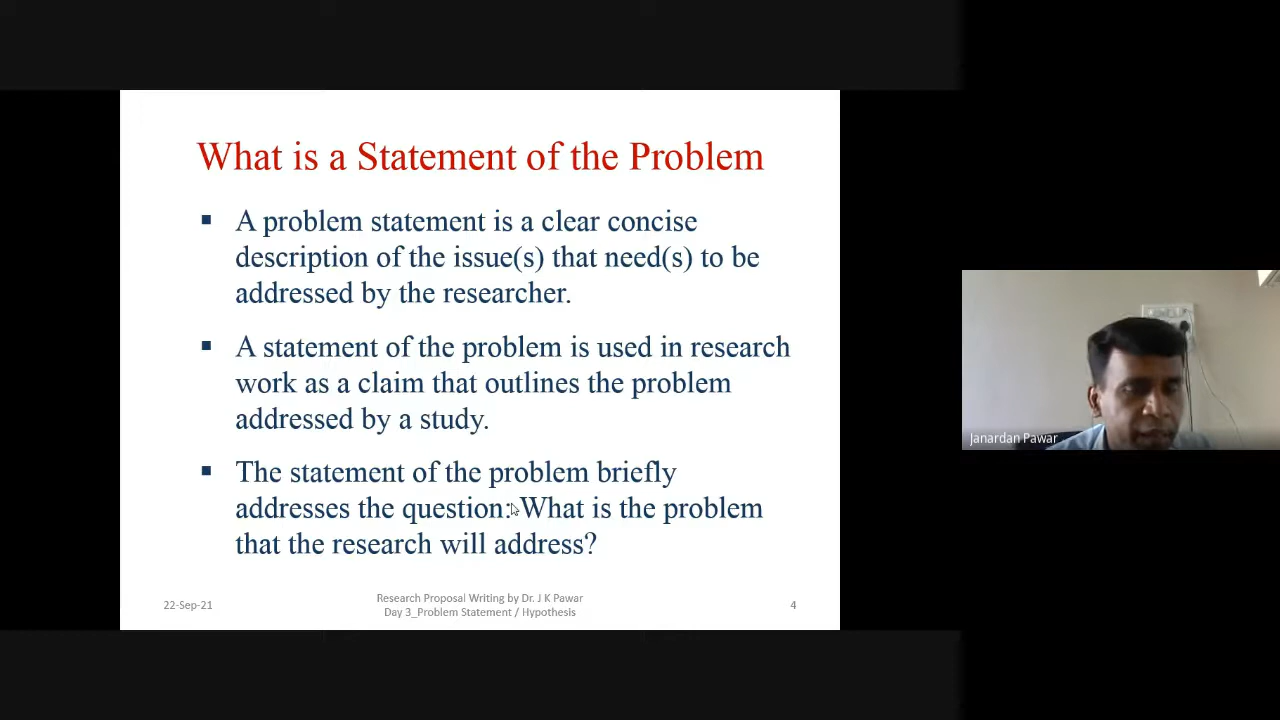 What is a Statement of the Problem
▪ A problem statement is a clear concise
description of the issue(s) that need(s) to be
addressed by the researcher.
▪ A statement of the problem is used in research
work as a claim that outlines the problem
addressed by a study.
▪ The statement of the problem briefly
addresses the question: What is the problem
that the research will address?
22-Sep-21
Research Proposal Writing by Dr. J K Pawar
Day 3_Problem Statement / Hypothesis
4
Janardan Pawar